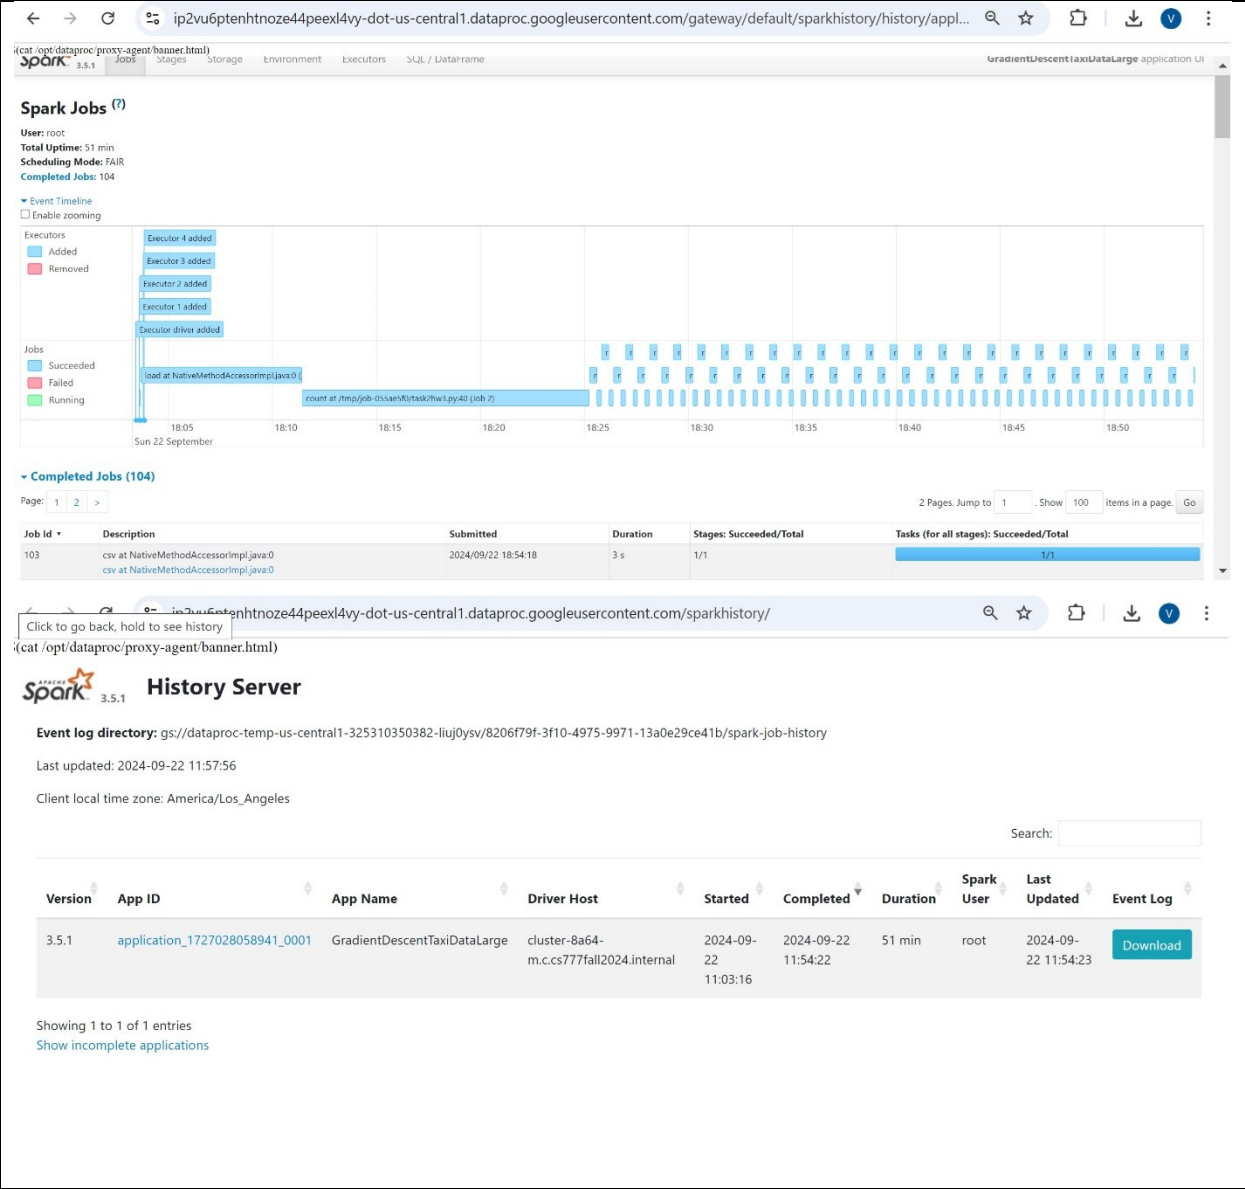 ip2vu6ptenhtnoze44peexl4vy-dot-us-central1.dataproc.googleusercontent.com/gateway/default/sparkhistory/history/appl...
V
$(cat /opt/dataproc/proxy-agent/banner.html)
Spark 3.5.1 Jobs Stages Storage Environment Executors SQL / DataFrame GradientDescentTaxiDataLarge application UI
Spark Jobs (?)
User: root
Total Uptime: 51 min
Scheduling Mode: FAIR
Completed Jobs: 104
Event Timeline
Enable zooming
Executors
Added
Removed
Executor 4 added
Executor 3 added
Executor 2 added
Executor 1 added
Executor driver added
Jobs
Succeeded
Failed
Running
load at NativeMethodAccessorImpl.java:0 (
count at /tmp/job-055ae5f0/task2hw3.py:40 (Job 2)
18:05 18:10 18:15 18:20 18:25 18:30 18:35 18:40 18:45 18:50
Sun 22 September
Completed Jobs (104)
Page: 1 2 > 2 Pages. Jump to 1 . Show 100 items in a page. Go
Job Id Description Submitted Duration Stages: Succeeded/Total Tasks (for all stages): Succeeded/Total
103 csv at NativeMethodAccessorImpl.java:0 2024/09/22 18:54:18 3 s 1/1 1/1
csv at NativeMethodAccessorImpl.java:0
ip2vu6ptenhtnoze44peexl4vy-dot-us-central1.dataproc.googleusercontent.com/sparkhistory/
V
Click to go back, hold to see history
$(cat /opt/dataproc/proxy-agent/banner.html)
APACHE Spark 3.5.1 History Server
Event log directory: gs://dataproc-temp-us-central1-325310350382-liuj0ysv/8206f79f-3f10-4975-9971-13a0e29ce41b/spark-job-history
Last updated: 2024-09-22 11:57:56
Client local time zone: America/Los_Angeles
Search:
Version App ID App Name Driver Host Started Completed Duration Spark User Last Updated Event Log
3.5.1 application_1727028058941_0001 GradientDescentTaxiDataLarge cluster-8a64-m.c.cs777fall2024.internal 2024-09-22 11:03:16 2024-09-22 11:54:22 51 min root 2024-09-22 11:54:23 Download
Showing 1 to 1 of 1 entries
Show incomplete applications